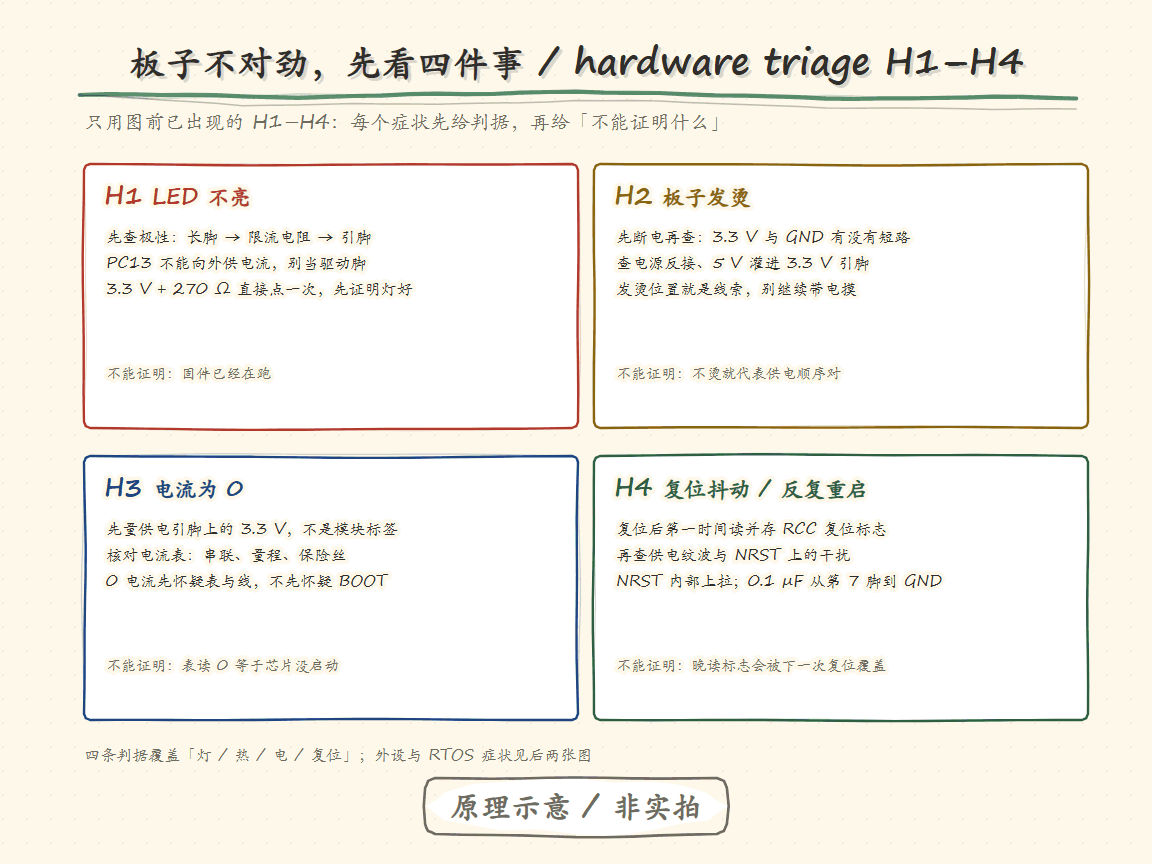 板子不对劲，先看四件事 / hardware triage H1–H4
只用图前已出现的 H1–H4：每个症状先给判据，再给「不能证明什么」
H1 LED 不亮
先查极性：长脚 → 限流电阻 → 引脚
PC13 不能向外供电流，别当驱动脚
3.3 V + 270 Ω 直接点一次，先证明灯好
不能证明：固件已经在跑
H2 板子发烫
先断电再查：3.3 V 与 GND 有没有短路
查电源反接、5 V 灌进 3.3 V 引脚
发烫位置就是线索，别继续带电摸
不能证明：不烫就代表供电顺序对
H3 电流为 0
先量供电引脚上的 3.3 V，不是模块标签
核对电流表：串联、量程、保险丝
0 电流先怀疑表与线，不先怀疑 BOOT
不能证明：表读 0 等于芯片没启动
H4 复位抖动 / 反复重启
复位后第一时间读并存 RCC 复位标志
再查供电纹波与 NRST 上的干扰
NRST 内部上拉；0.1 μF 从第 7 脚到 GND
不能证明：晚读标志会被下一次复位覆盖
四条判据覆盖「灯 / 热 / 电 / 复位」；外设与 RTOS 症状见后两张图
原理示意 / 非实拍